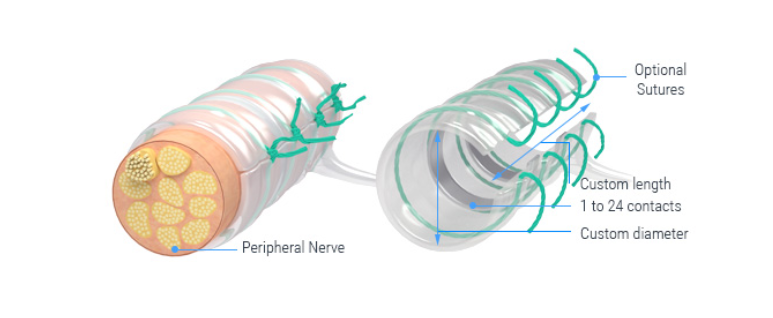 Optional
Sutures
Custom length
1 to 24 contacts
Custom diameter
Peripheral Nerve